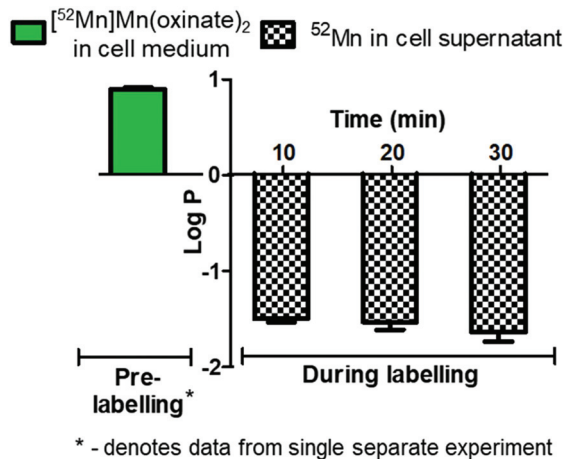 [⁵²Mn]Mn(oxinate)₂
in cell medium
⁵²Mn in cell supernatant
Time (min)
10 20 30
Log P
1
0
-1
-2
Pre-
labelling*
During labelling
* - denotes data from single separate experiment